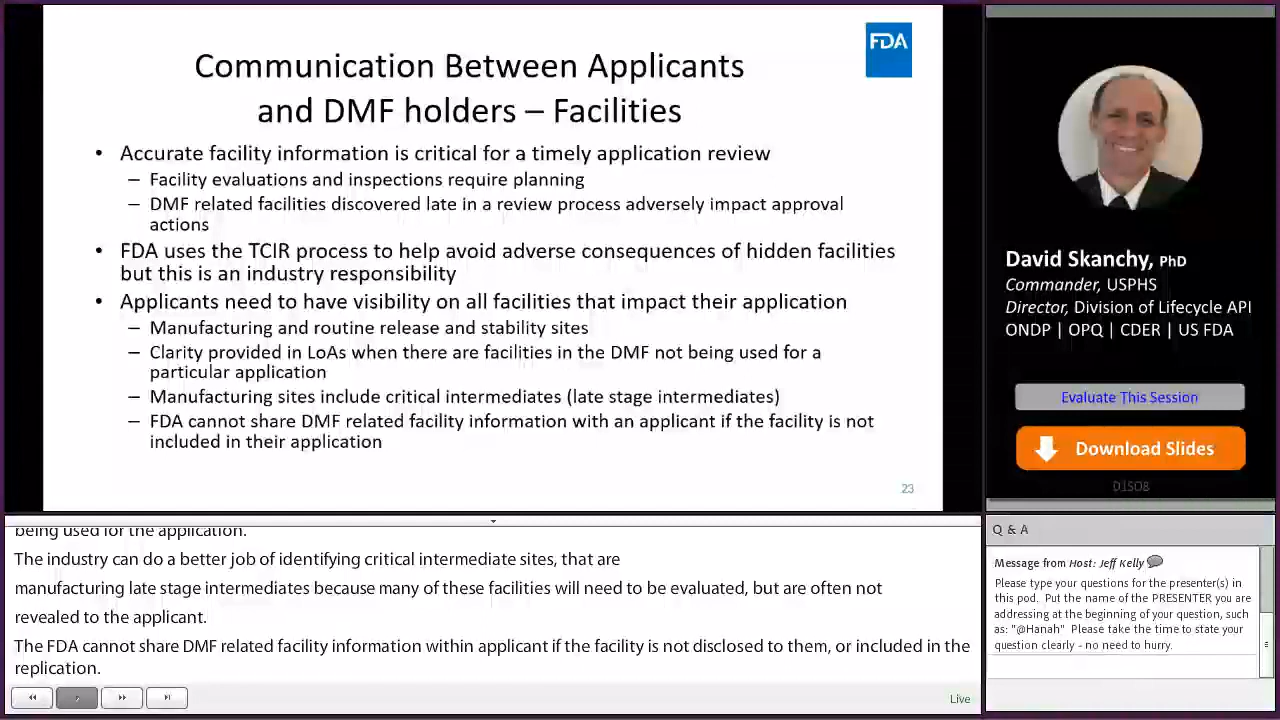 FDA
Communication Between Applicants
and DMF holders – Facilities
• Accurate facility information is critical for a timely application review
– Facility evaluations and inspections require planning
– DMF related facilities discovered late in a review process adversely impact approval
actions
• FDA uses the TCIR process to help avoid adverse consequences of hidden facilities
but this is an industry responsibility
• Applicants need to have visibility on all facilities that impact their application
– Manufacturing and routine release and stability sites
– Clarity provided in LoAs when there are facilities in the DMF not being used for a
particular application
– Manufacturing sites include critical intermediates (late stage intermediates)
– FDA cannot share DMF related facility information with an applicant if the facility is not
included in their application
23
David Skanchy, PhD
Commander, USPHS
Director, Division of Lifecycle API
ONDP | OPQ | CDER | US FDA
Evaluate This Session
Download Slides
D1S08
being used for the application.
The industry can do a better job of identifying critical intermediate sites, that are
manufacturing late stage intermediates because many of these facilities will need to be evaluated, but are often not
revealed to the applicant.
The FDA cannot share DMF related facility information within applicant if the facility is not disclosed to them, or included in the
replication.
Live
Q & A
Message from Host: Jeff Kelly
Please type your questions for the presenter(s) in
this pod. Put the name of the PRESENTER you are
addressing at the beginning of your question, such
as: "@Hanah" Please take the time to state your
question clearly - no need to hurry.